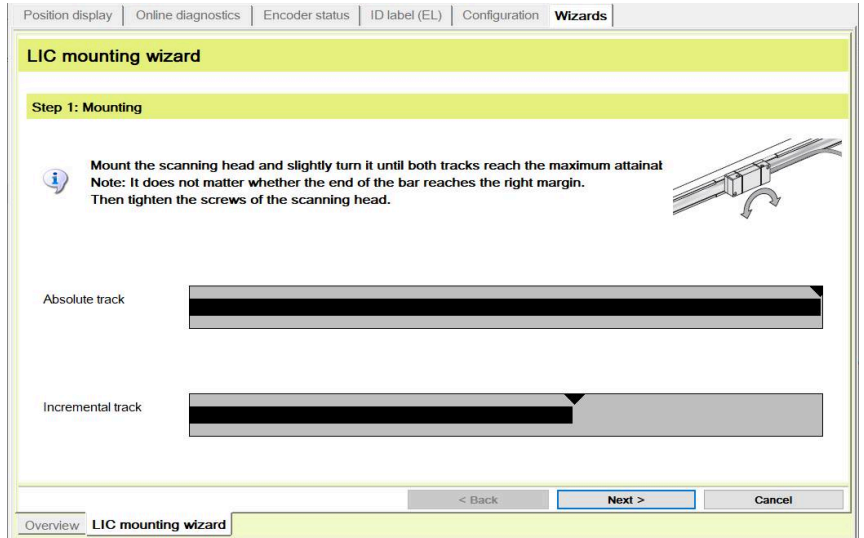 Position display Online diagnostics Encoder status ID label (EL) Configuration Wizards
LIC mounting wizard
Step 1: Mounting
Mount the scanning head and slightly turn it until both tracks reach the maximum attainab
Note: It does not matter whether the end of the bar reaches the right margin.
Then tighten the screws of the scanning head.
Absolute track
Incremental track
< Back Next > Cancel
Overview LIC mounting wizard